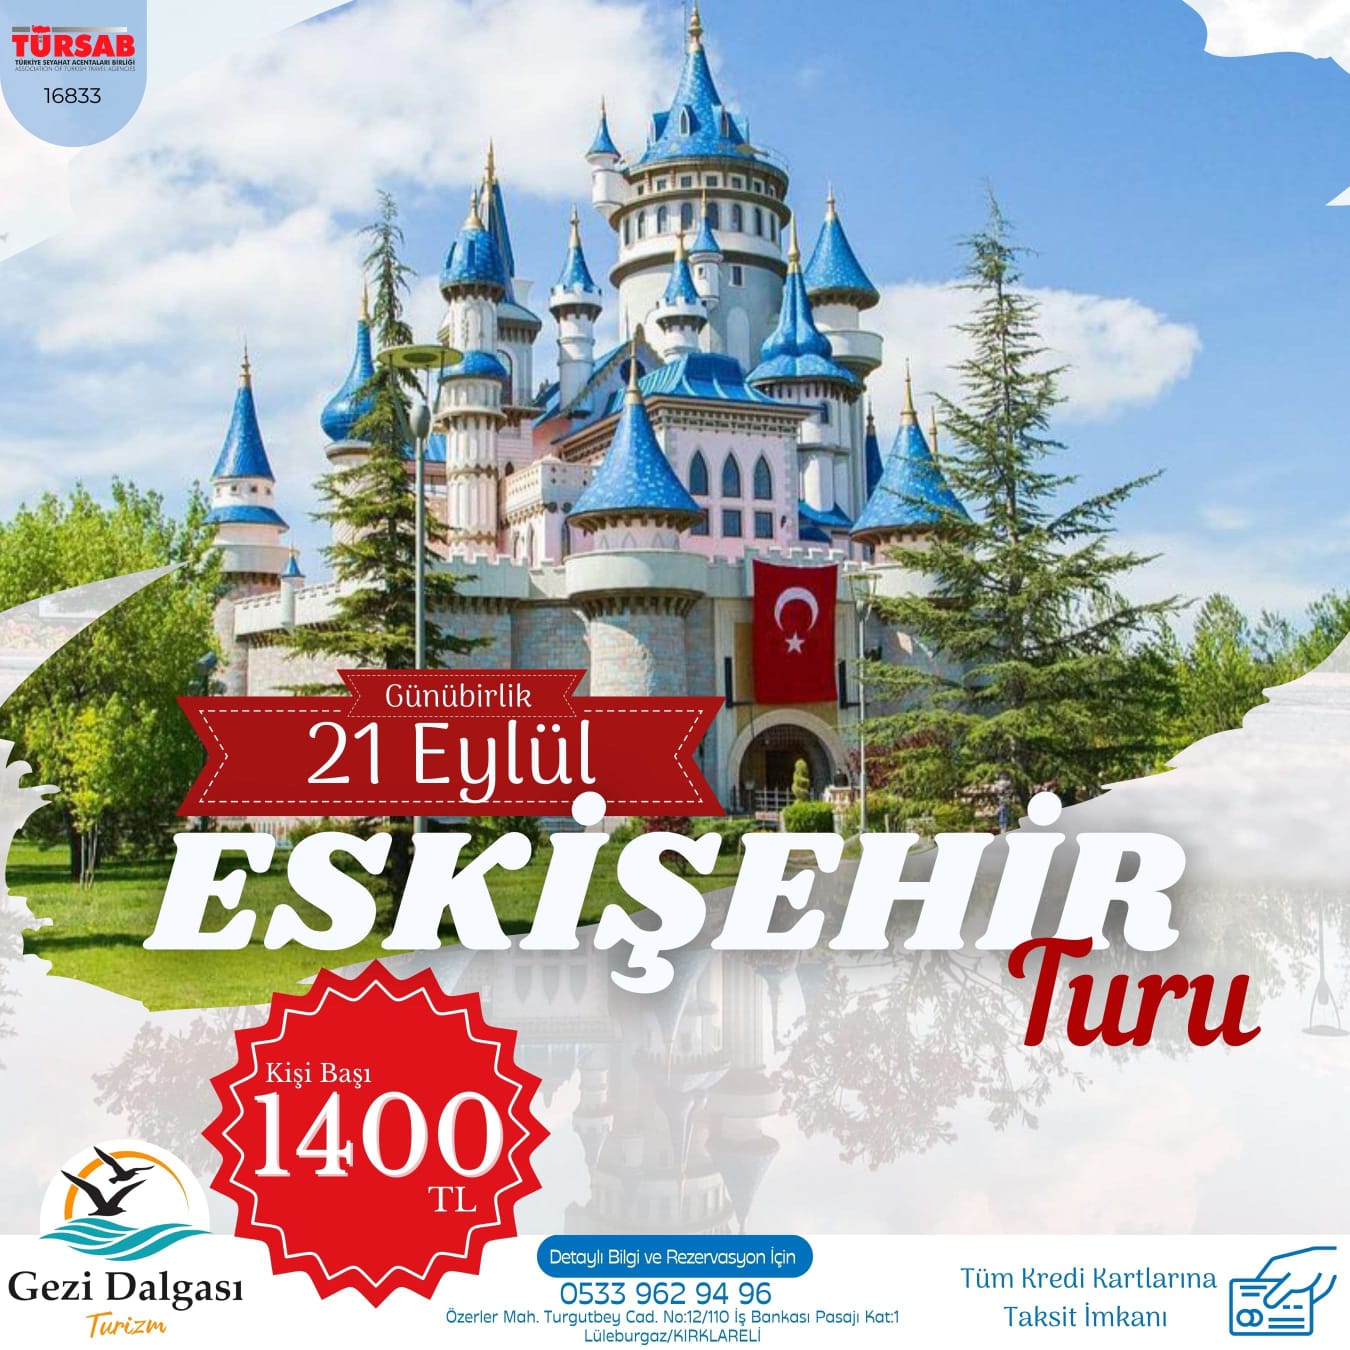 TÜRSAB
TÜRKİYE SEYAHAT ACENTALARI BİRLİĞİ
ASSOCIATION OF TURKISH TRAVEL AGENCIES
16833
Günübirlik
21 Eylül
ESKİŞEHİR
Turu
Kişi Başı
1400
TL
Gezi Dalgası
Turizm
Detaylı Bilgi ve Rezervasyon İçin
0533 962 94 96
Özerler Mah. Turgutbey Cad. No:12/110 İş Bankası Pasajı Kat:1
Lüleburgaz/KIRKLARELİ
Tüm Kredi Kartlarına
Taksit İmkanı